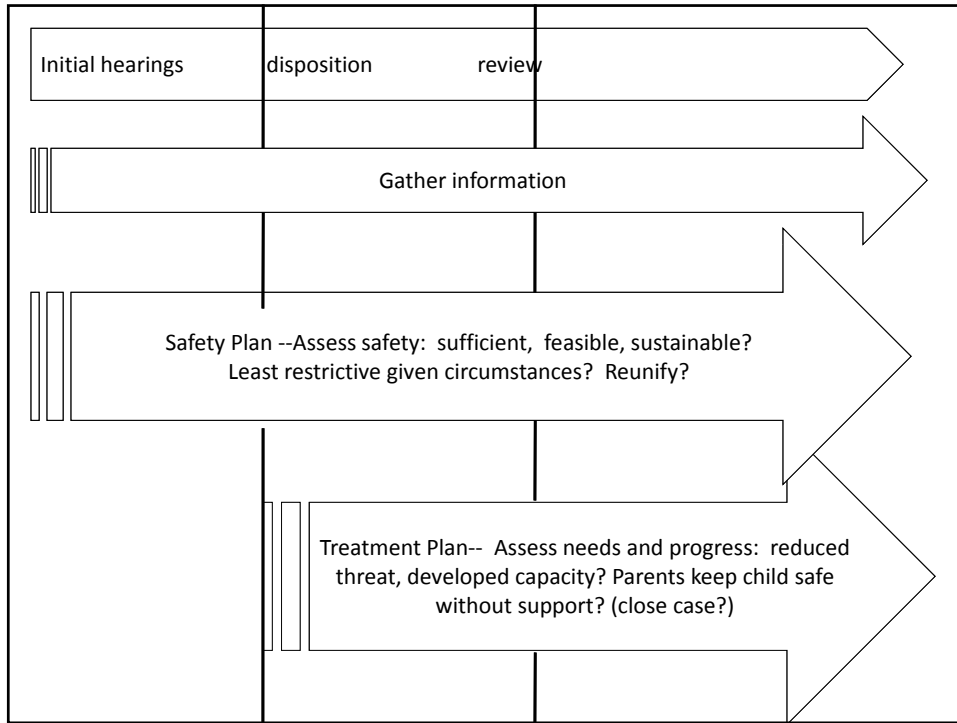 Initial hearings disposition review
Gather information
Safety Plan --Assess safety: sufficient, feasible, sustainable?
Least restrictive given circumstances? Reunify?
Treatment Plan-- Assess needs and progress: reduced
threat, developed capacity? Parents keep child safe
without support? (close case?)